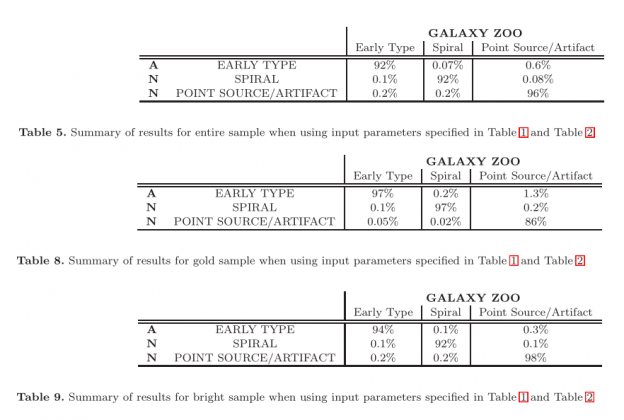 GALAXY ZOO
Early Type Spiral Point Source/Artifact
A EARLY TYPE 92% 0.07% 0.6%
N SPIRAL 0.1% 92% 0.08%
N POINT SOURCE/ARTIFACT 0.2% 0.2% 96%
Table 5. Summary of results for entire sample when using input parameters specified in Table 1 and Table 2
GALAXY ZOO
Early Type Spiral Point Source/Artifact
A EARLY TYPE 97% 0.2% 1.3%
N SPIRAL 0.1% 97% 0.2%
N POINT SOURCE/ARTIFACT 0.05% 0.02% 86%
Table 8. Summary of results for gold sample when using input parameters specified in Table 1 and Table 2
GALAXY ZOO
Early Type Spiral Point Source/Artifact
A EARLY TYPE 94% 0.1% 0.3%
N SPIRAL 0.1% 92% 0.1%
N POINT SOURCE/ARTIFACT 0.2% 0.2% 98%
Table 9. Summary of results for bright sample when using input parameters specified in Table 1 and Table 2